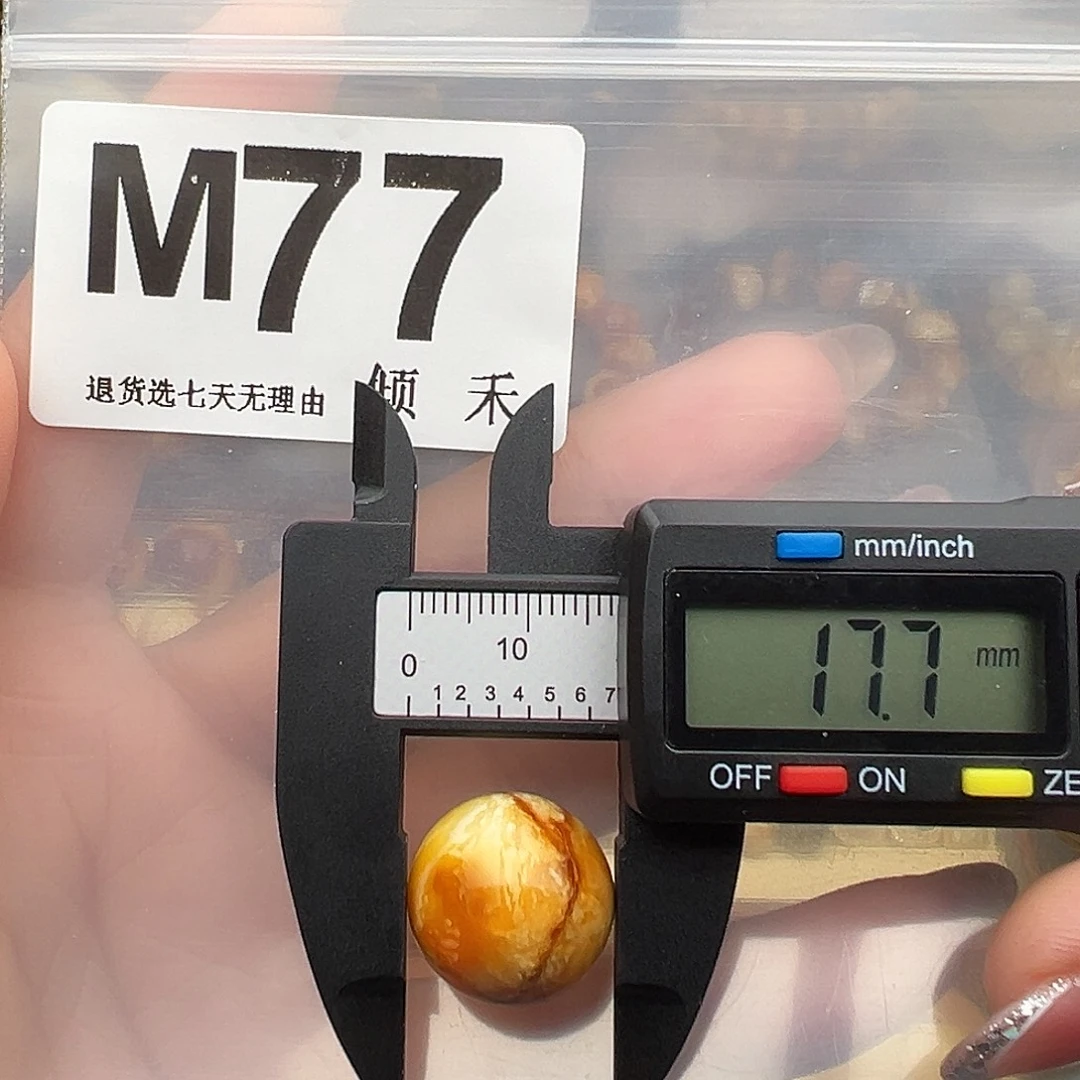 M77
退货选七天无理由 倾 禾
mm/inch
17.7 mm
0 10
1 2 3 4 5 6 7
OFF ON ZE